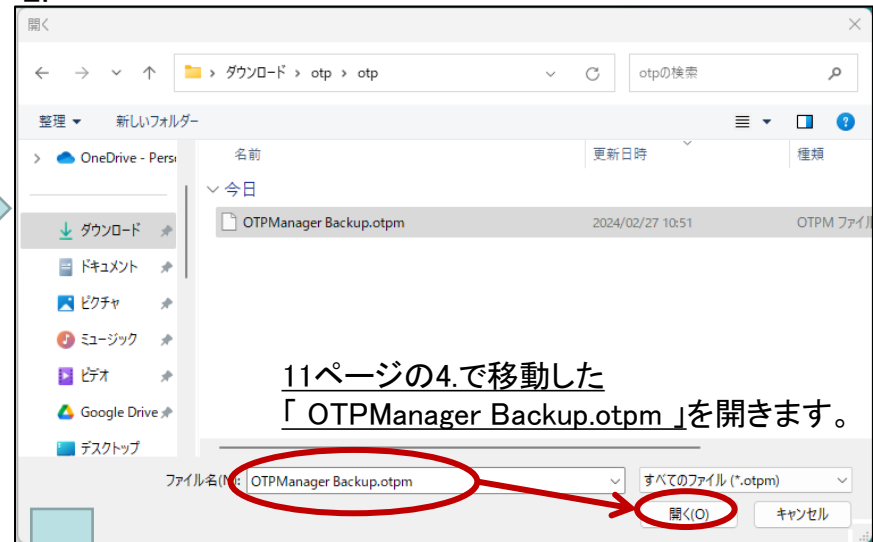 開く
ダウンロード › otp › otp
otpの検索
整理 新しいフォルダー
OneDrive - Pers
名前 更新日時 種類
今日
OTPManager Backup.otpm 2024/02/27 10:51 OTPM ファイル
ダウンロード
ドキュメント
ピクチャ
ミュージック
ビデオ
Google Drive
デスクトップ
11ページの4.で移動した
「 OTPManager Backup.otpm 」を開きます。
ファイル名(N): OTPManager Backup.otpm すべてのファイル (*.otpm)
開く(O) キャンセル